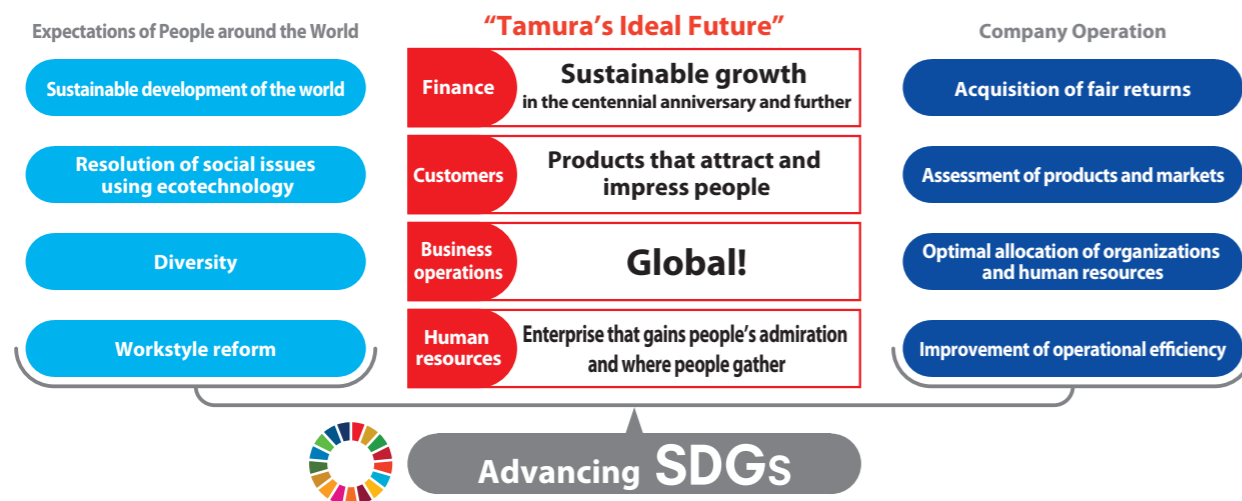 Expectations of People around the World
Sustainable development of the world
Resolution of social issues
using ecotechnology
Diversity
Workstyle reform
“Tamura’s Ideal Future”
Finance
Sustainable growth
in the centennial anniversary and further
Customers
Products that attract and
impress people
Business
operations
Global!
Human
resources
Enterprise that gains people’s admiration
and where people gather
Company Operation
Acquisition of fair returns
Assessment of products and markets
Optimal allocation of organizations
and human resources
Improvement of operational efficiency
Advancing SDGs